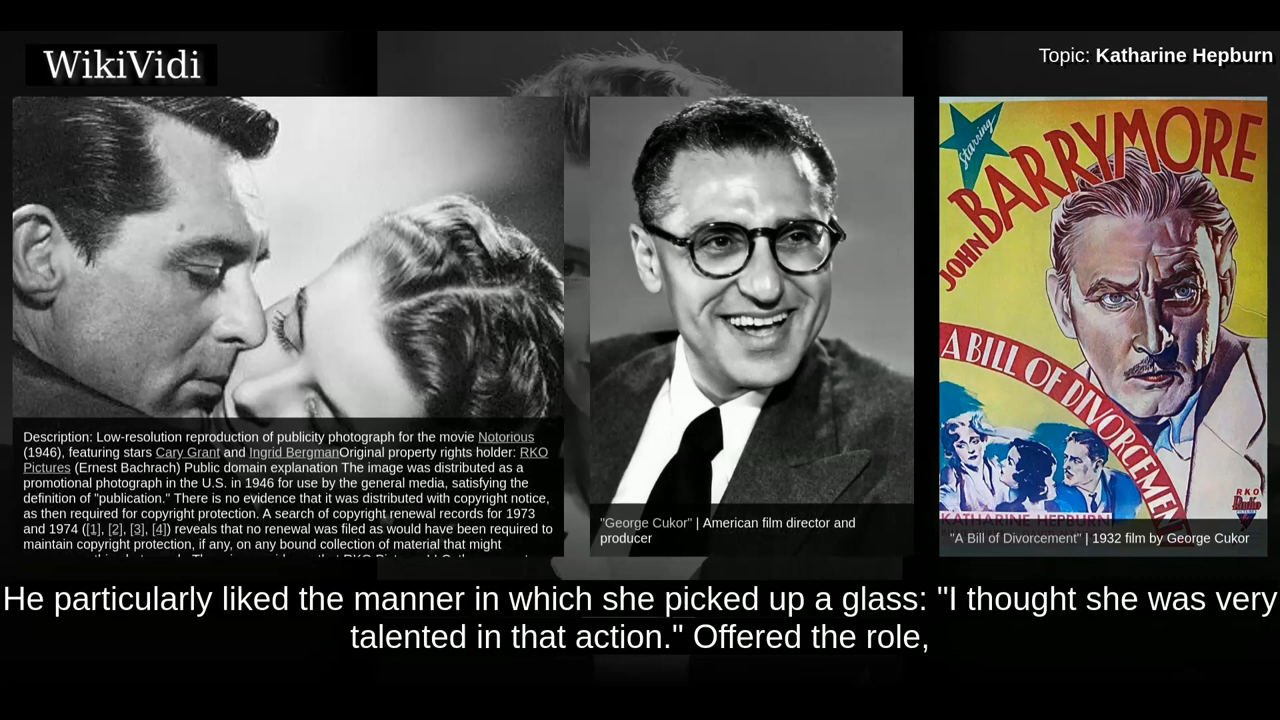 WikiVidi
Topic: Katharine Hepburn
Description: Low-resolution reproduction of publicity photograph for the movie Notorious
(1946), featuring stars Cary Grant and Ingrid BergmanOriginal property rights holder: RKO
Pictures (Ernest Bachrach) Public domain explanation The image was distributed as a
promotional photograph in the U.S. in 1946 for use by the general media, satisfying the
definition of "publication." There is no evidence that it was distributed with copyright notice,
as then required for copyright protection. A search of copyright renewal records for 1973
and 1974 ([1], [2], [3], [4]) reveals that no renewal was filed as would have been required to
maintain copyright protection, if any, on any bound collection of material that might
"George Cukor" | American film director and
producer
Starring
JOHN
BARRYMORE
A BILL OF DIVORCEMENT
KATHARINE HEPBURN
RKO
Radio
"A Bill of Divorcement" | 1932 film by George Cukor
He particularly liked the manner in which she picked up a glass: "I thought she was very
talented in that action." Offered the role,